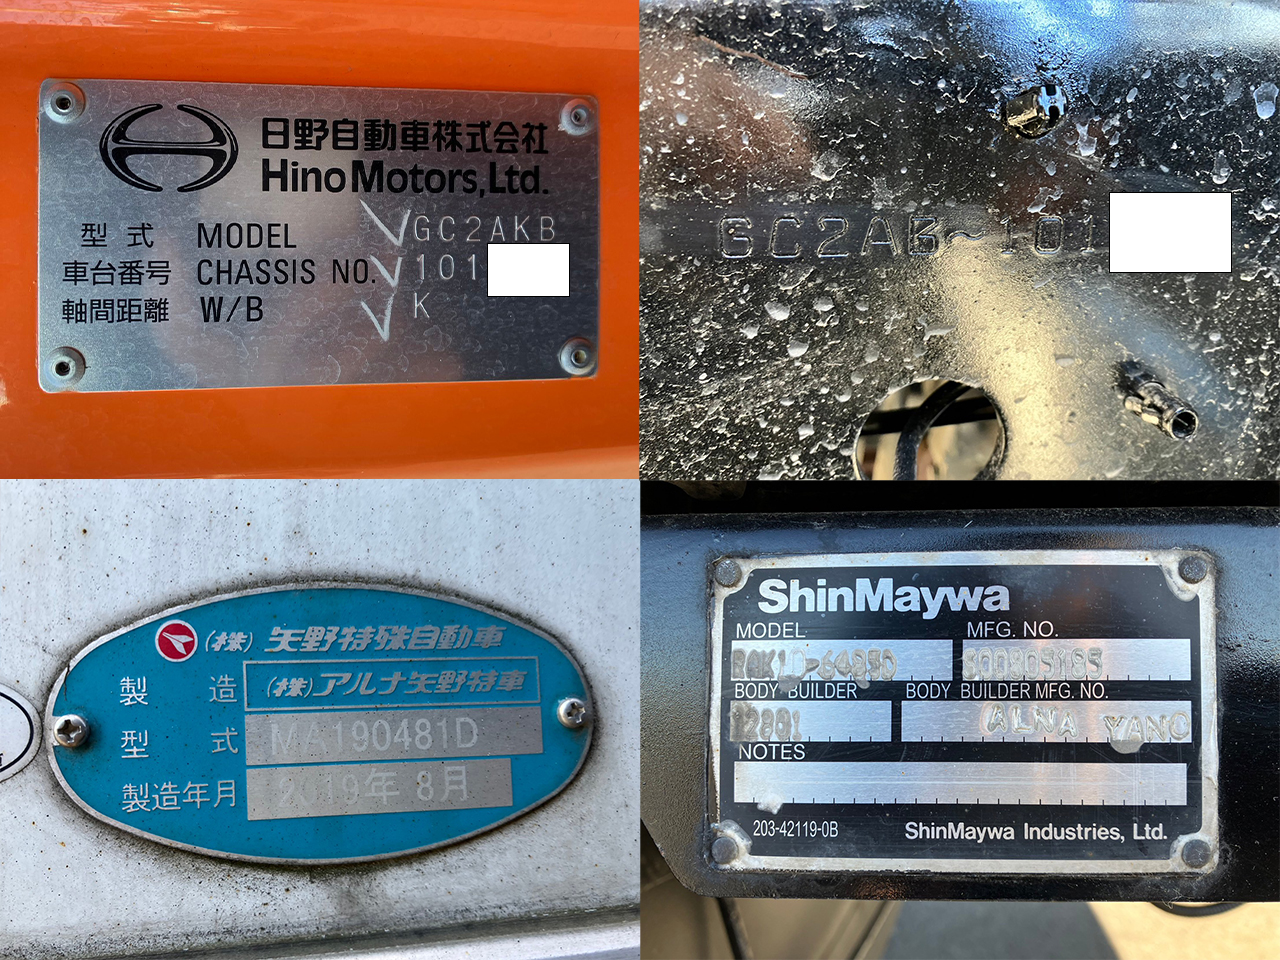 日野自動車株式会社
Hino Motors, Ltd.
型式 MODEL GC2AKB
車台番号 CHASSIS NO. 101
軸間距離 W/B K
GC2AB-101
(株)矢野特殊自動車
製造 (株)アルナ矢野特車
型式 MA190481D
製造年月 2019年 8月
ShinMaywa
MODEL MFG. NO.
BODY BUILDER BODY BUILDER MFG. NO.
12801 ALNA YANO
NOTES
203-42119-0B ShinMaywa Industries, Ltd.